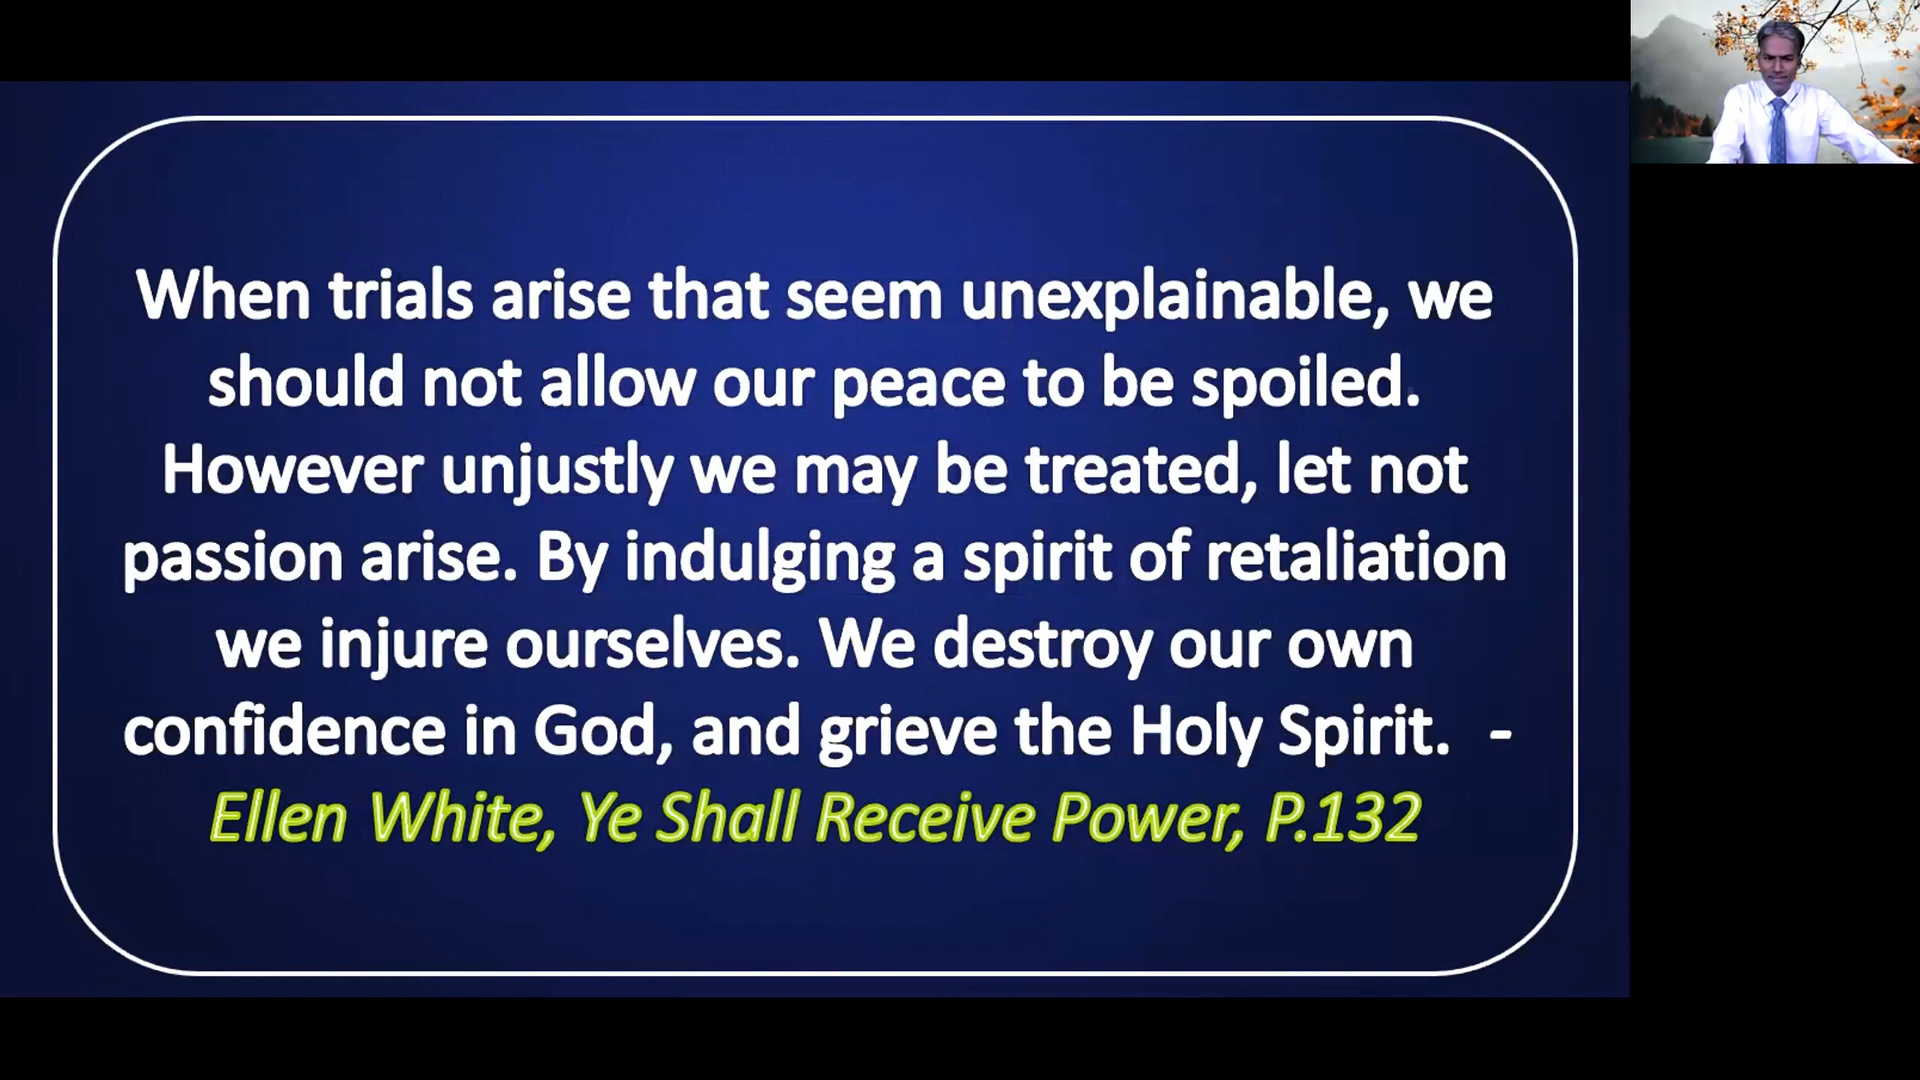 When trials arise that seem unexplainable, we
should not allow our peace to be spoiled.
However unjustly we may be treated, let not
passion arise. By indulging a spirit of retaliation
we injure ourselves. We destroy our own
confidence in God, and grieve the Holy Spirit.  -
Ellen White, Ye Shall Receive Power, P.132